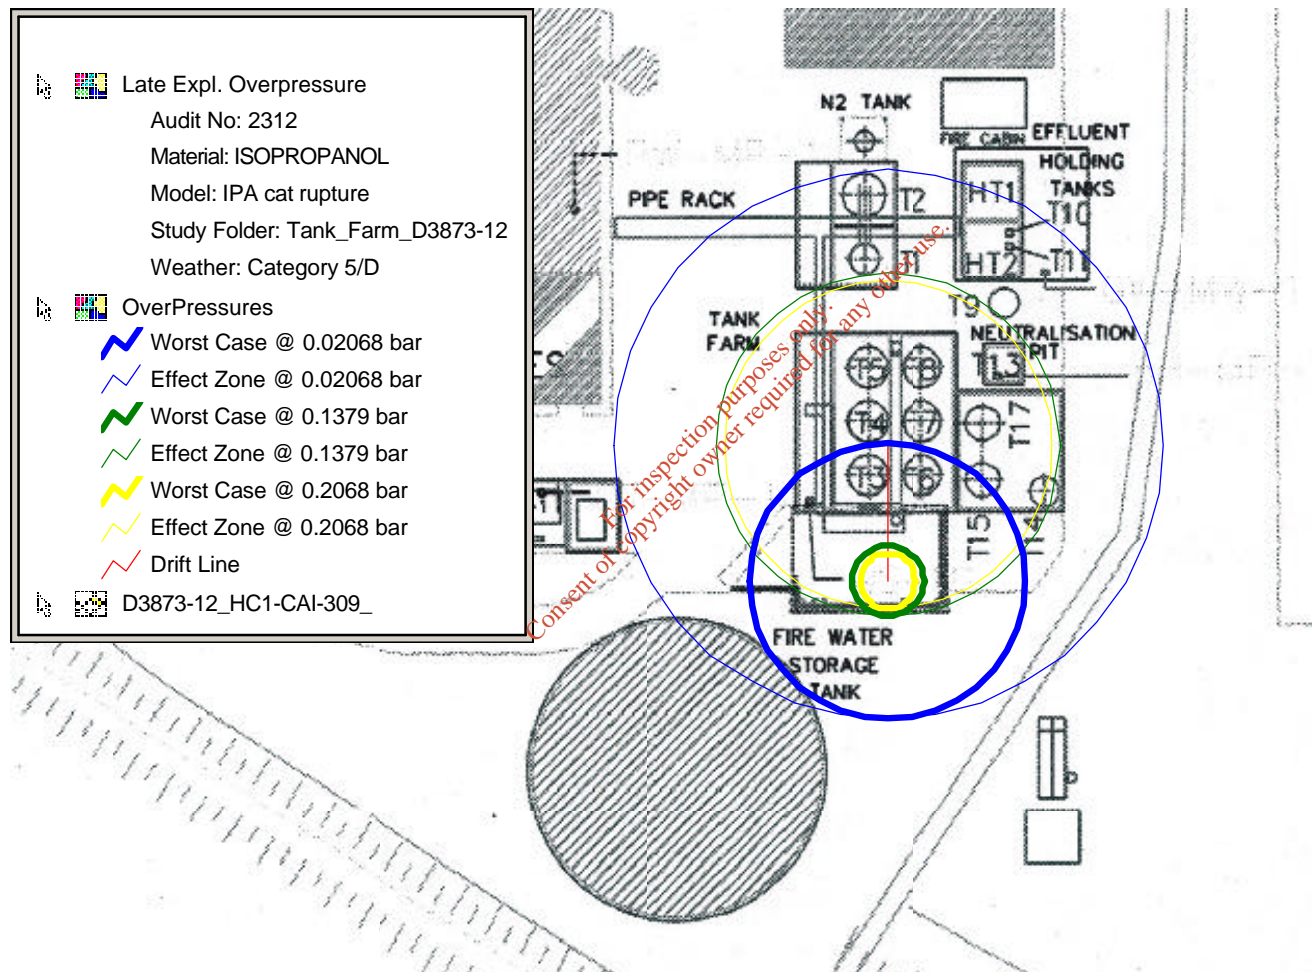 Late Expl. Overpressure
Audit No: 2312
Material: ISOPROPANOL
Model: IPA cat rupture
Study Folder: Tank_Farm_D3873-12
Weather: Category 5/D
OverPressures
Worst Case @ 0.02068 bar
Effect Zone @ 0.02068 bar
Worst Case @ 0.1379 bar
Effect Zone @ 0.1379 bar
Worst Case @ 0.2068 bar
Effect Zone @ 0.2068 bar
Drift Line
D3873-12_HC1-CAI-309_
N2 TANK
FIRE CABIN
EFFLUENT
HOLDING
TANKS
PIPE RACK
T2
HT1
T10
T1
HT2
T11
T9
TANK
FARM
NEUTRALISATION
PIT
T5
T8
T13
T4
T7
T17
T3
T6
T15
T14
FIRE WATER
STORAGE
TANK
For inspection purposes only.
Consent of copyright owner required for any other use.